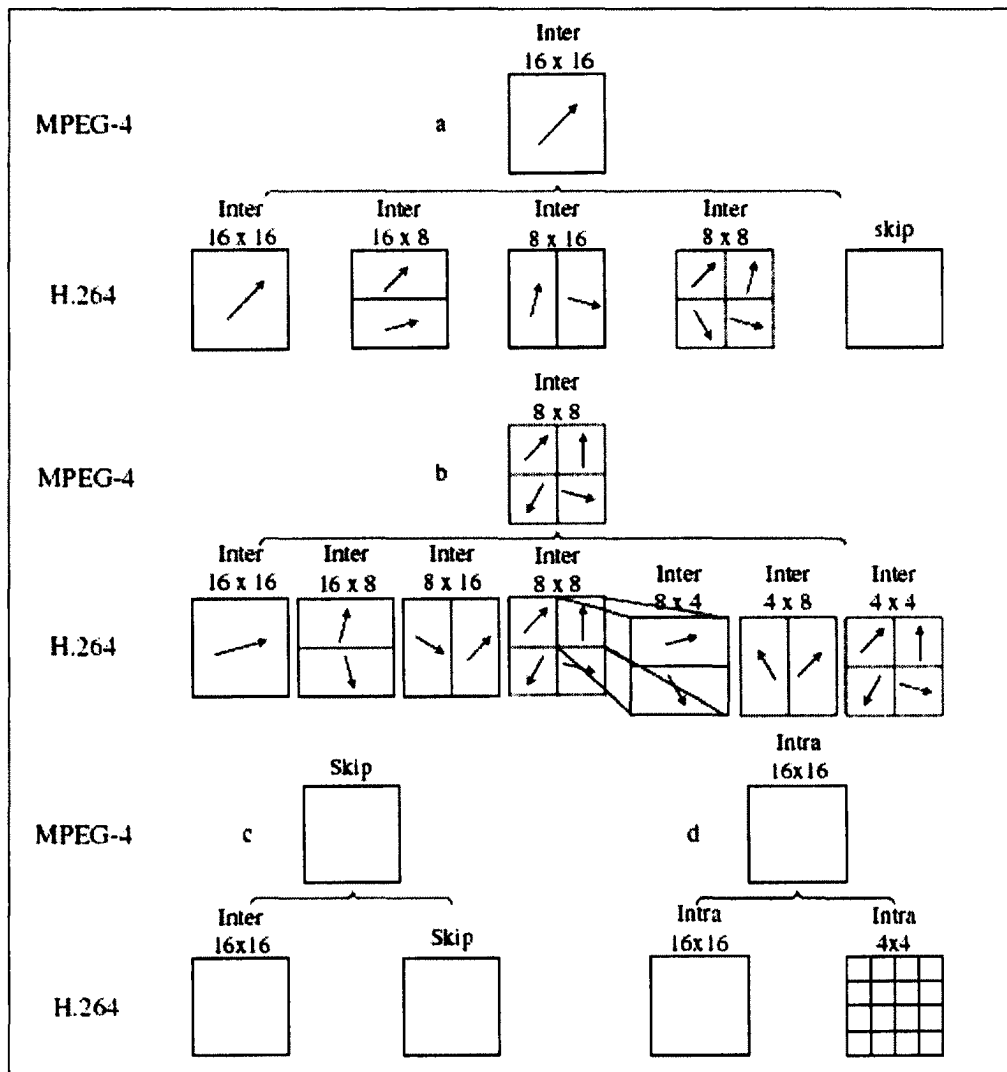 Inter
16 x 16
MPEG-4
a
Inter
16 x 16
Inter
16 x 8
Inter
8 x 16
Inter
8 x 8
skip
H.264
Inter
8 x 8
MPEG-4
b
Inter
16 x 16
Inter
16 x 8
Inter
8 x 16
Inter
8 x 8
Inter
8 x 4
Inter
4 x 8
Inter
4 x 4
H.264
Skip
Intra
16x16
MPEG-4
c
d
Inter
16x16
Skip
Intra
16x16
Intra
4x4
H.264